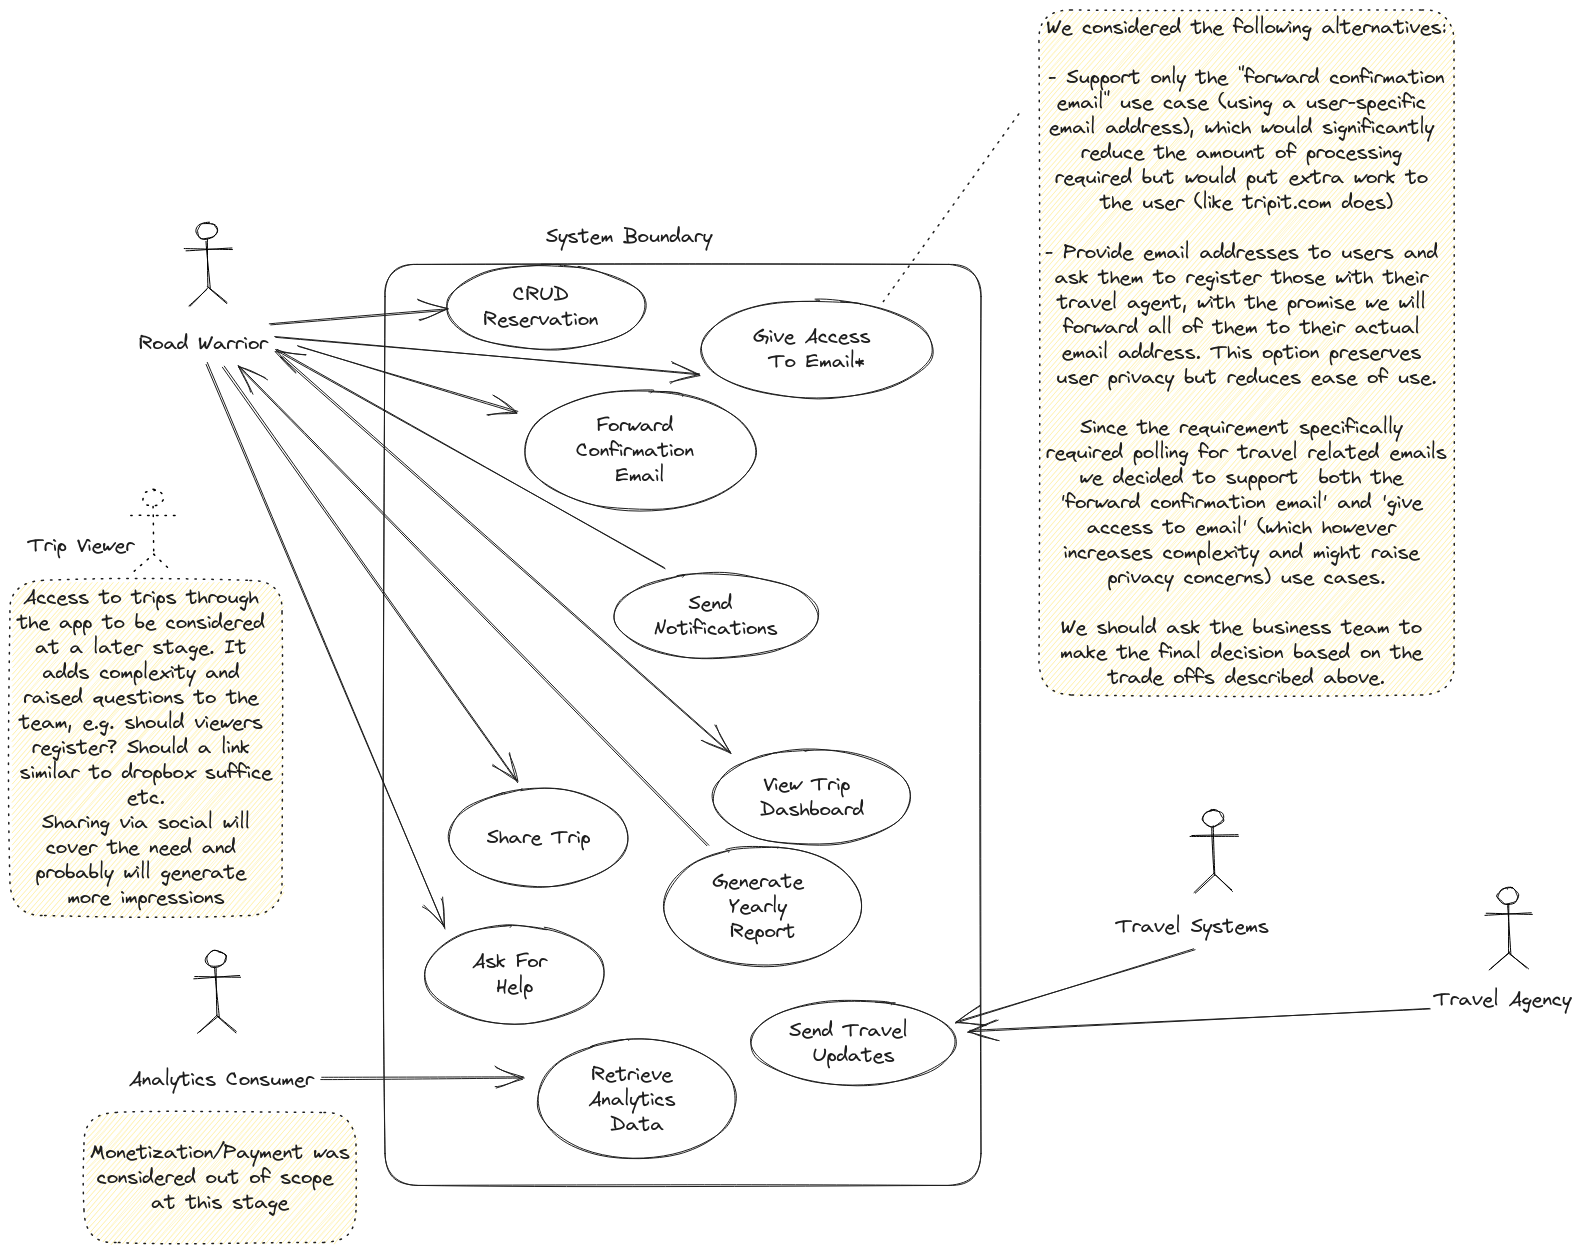 We considered the following alternatives:
- Support only the "forward confirmation
email" use case (using a user-specific
email address), which would significantly
reduce the amount of processing
required but would put extra work to
the user (like tripit.com does)
- Provide email addresses to users and
ask them to register those with their
travel agent, with the promise we will
forward all of them to their actual
email address. This option preserves
user privacy but reduces ease of use.
Since the requirement specifically
required polling for travel related emails
we decided to support both the
'forward confirmation email' and 'give
access to email' (which however
increases complexity and might raise
privacy concerns) use cases.
We should ask the business team to
make the final decision based on the
trade offs described above.
System Boundary
Road Warrior
CRUD
Reservation
Give Access
To Email*
Forward
Confirmation
Email
Trip Viewer
Access to trips through
the app to be considered
at a later stage. It
adds complexity and
raised questions to the
team, e.g. should viewers
register? Should a link
similar to dropbox suffice
etc.
Sharing via social will
cover the need and
probably will generate
more impressions
Send
Notifications
View Trip
Dashboard
Share Trip
Generate
Yearly
Report
Ask For
Help
Travel Systems
Travel Agency
Send Travel
Updates
Analytics Consumer
Retrieve
Analytics
Data
Monetization/Payment was
considered out of scope
at this stage